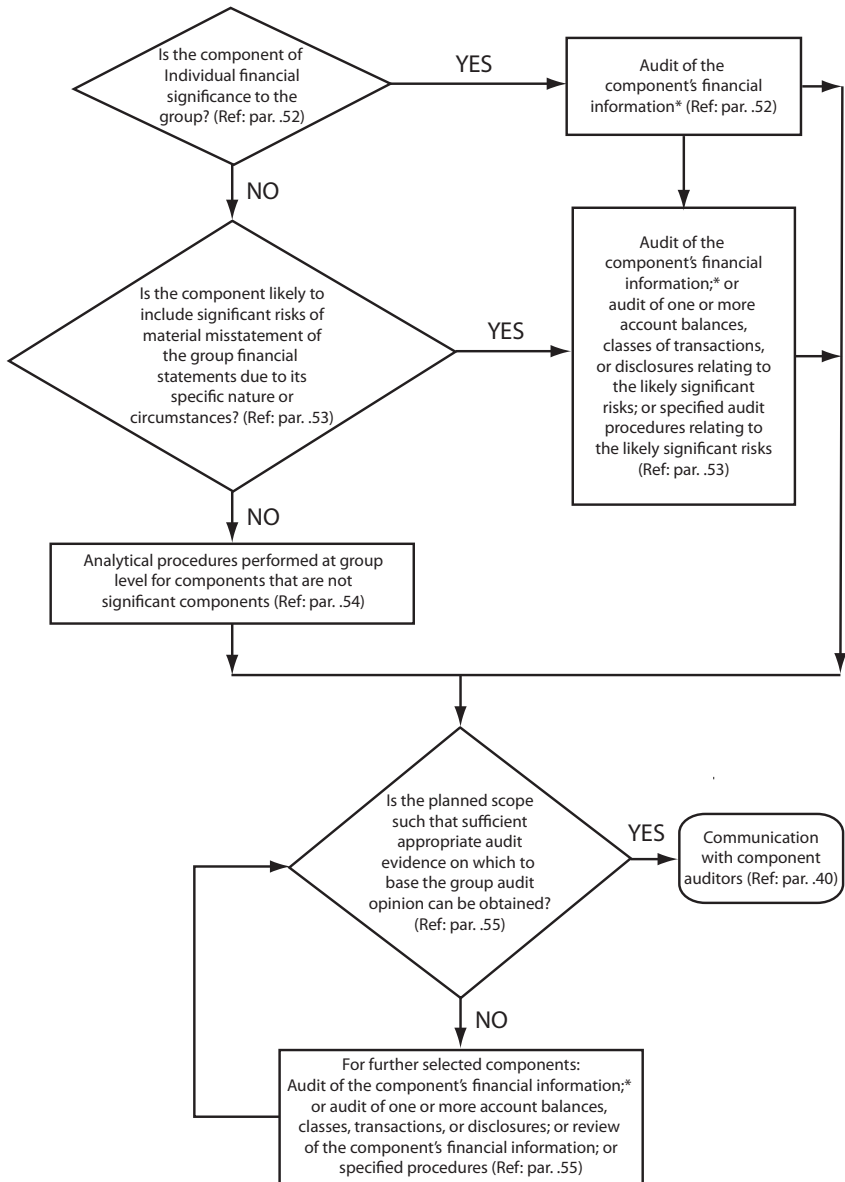 Is the component of
Individual financial
significance to the
group? (Ref: par. .52)
YES
Audit of the
component’s financial
information* (Ref: par. .52)
NO
Is the component likely to
include significant risks of
material misstatement of
the group financial
statements due to its
specific nature or
circumstances? (Ref: par. .53)
YES
Audit of the
component’s financial
information;* or
audit of one or more
account balances,
classes of transactions,
or disclosures relating to
the likely significant
risks; or specified audit
procedures relating to
the likely significant risks
(Ref: par. .53)
NO
Analytical procedures performed at group
level for components that are not
significant components (Ref: par. .54)
Is the planned scope
such that sufficient
appropriate audit
evidence on which to
base the group audit
opinion can be obtained?
(Ref: par. .55)
YES
Communication
with component
auditors (Ref: par. .40)
NO
For further selected components:
Audit of the component’s financial information;*
or audit of one or more account balances,
classes, transactions, or disclosures; or review
of the component’s financial information; or
specified procedures (Ref: par. .55)